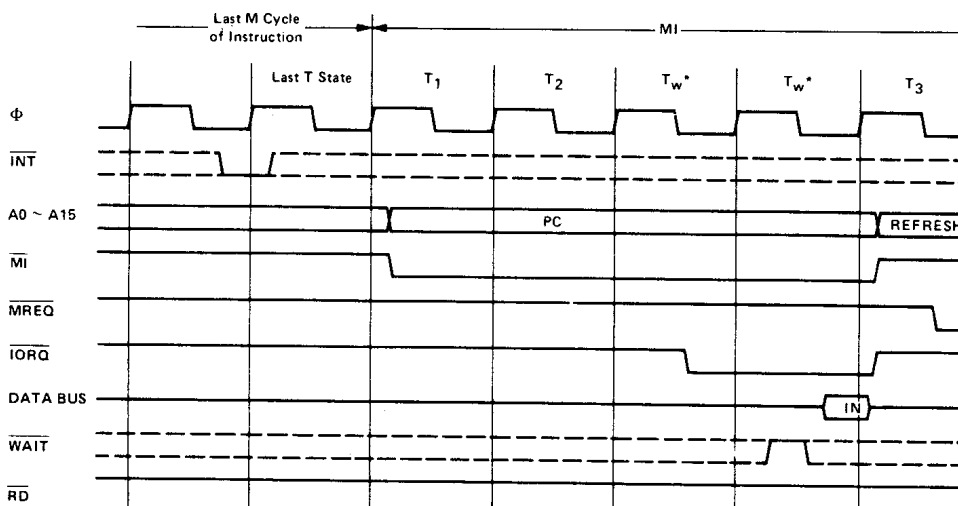 Last M Cycle
of Instruction
MI
Last T State
T1
T2
Tw*
Tw*
T3
Φ
INT
A0 ~ A15
PC
REFRESH
MI
MREQ
IORQ
DATA BUS
IN
WAIT
RD